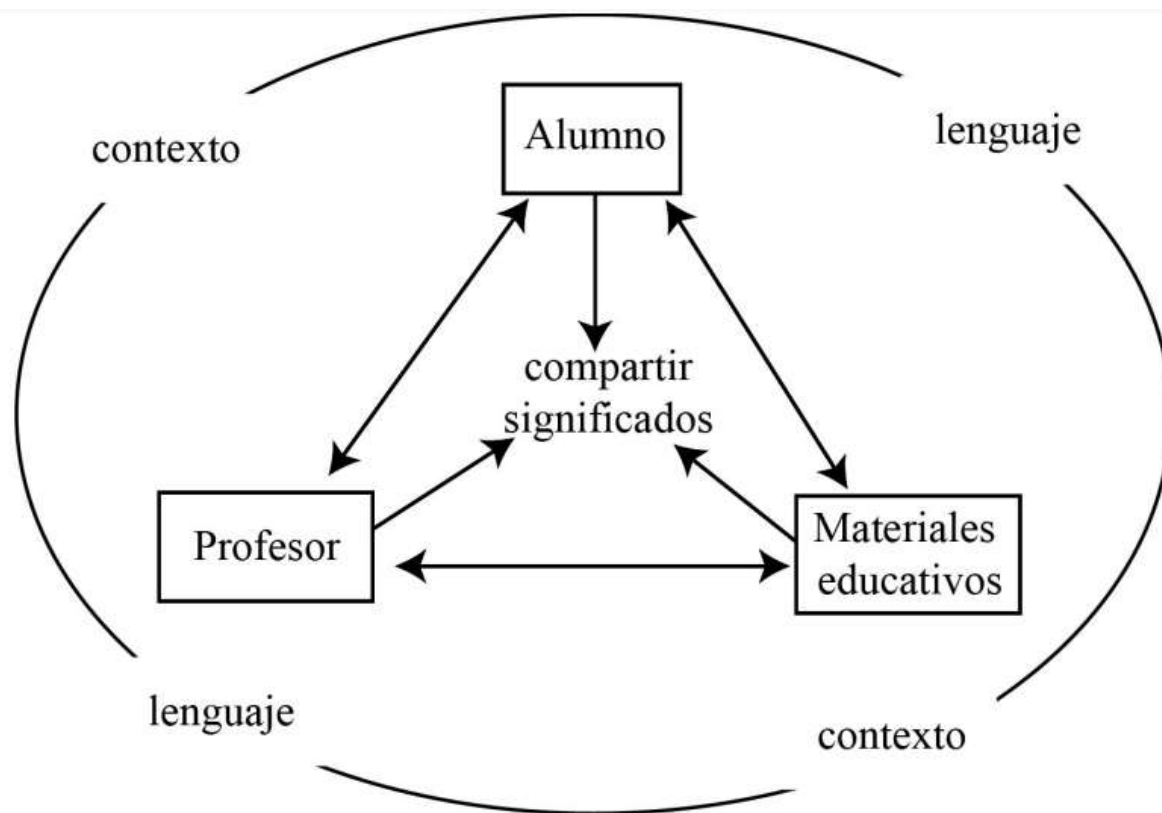 Alumno
lenguaje
contexto
compartir
significados
Profesor
Materiales
educativos
lenguaje
contexto